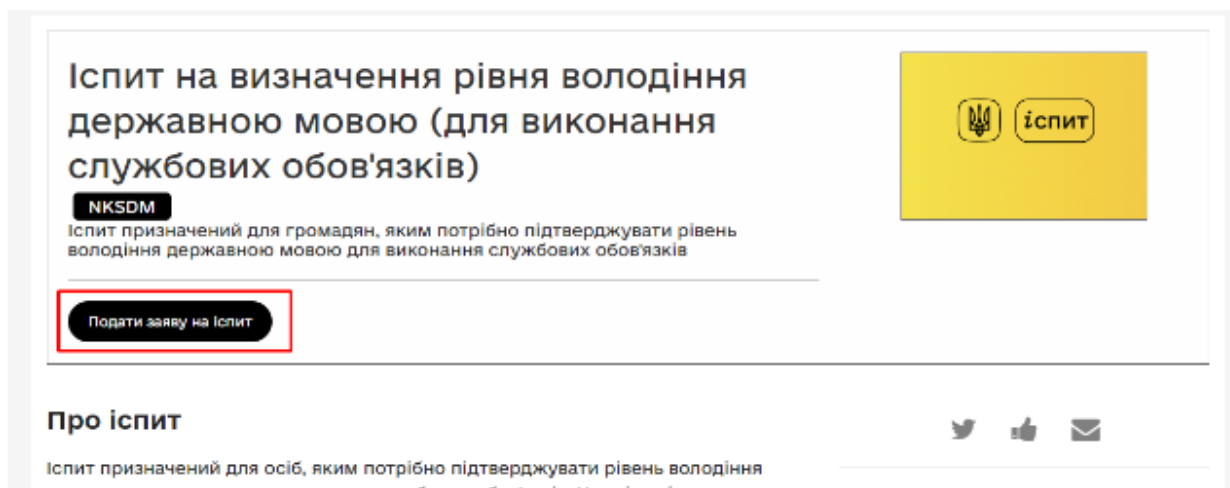 Іспит на визначення рівня володіння
державною мовою (для виконання
службових обов'язків)
NKSDM
Іспит призначений для громадян, яким потрібно підтверджувати рівень
володіння державною мовою для виконання службових обов'язків
Подати заяву на Іспит
іспит
Про іспит
Іспит призначений для осіб, яким потрібно підтверджувати рівень володіння